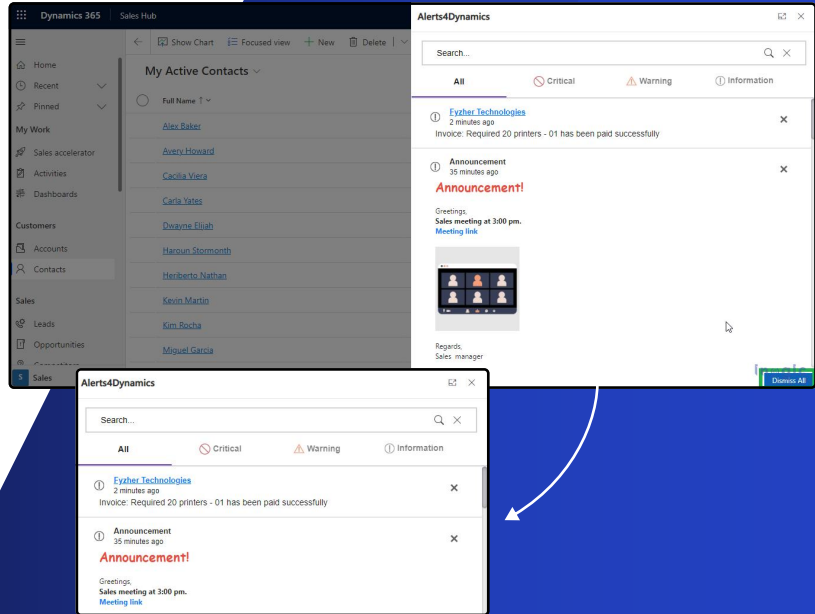 Dynamics 365
Sales Hub
Show Chart
Focused view
New
Delete
Home
Recent
Pinned
My Work
Sales accelerator
Activities
Dashboards
Customers
Accounts
Contacts
Sales
Leads
Opportunities
Competitors
S Sales
My Active Contacts
Full Name
Alex Baker
Avery Howard
Cacilia Viera
Carla Yates
Dwayne Elijah
Haroun Stormonth
Heriberto Nathan
Kevin Martin
Kim Rocha
Miguel Garcia
Alerts4Dynamics
Search...
All
Critical
Warning
Information
Fyzher Technologies
2 minutes ago
Invoice: Required 20 printers - 01 has been paid successfully
Announcement
35 minutes ago
Announcement!
Greetings,
Sales meeting at 3:00 pm.
Meeting link
Regards,
Sales manager
Dismiss All
Alerts4Dynamics
Search...
All
Critical
Warning
Information
Fyzher Technologies
2 minutes ago
Invoice: Required 20 printers - 01 has been paid successfully
Announcement
35 minutes ago
Announcement!
Greetings,
Sales meeting at 3:00 pm.
Meeting link